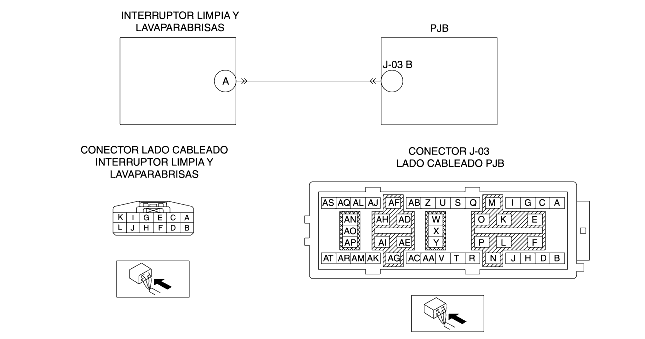 INTERRUPTOR LIMPIA Y
LAVAPARABRISAS
PJB
A
J-03 B
CONECTOR LADO CABLEADO
INTERRUPTOR LIMPIA Y
LAVAPARABRISAS
K I G E C A
L J H F D B
CONECTOR J-03
LADO CABLEADO PJB
AS AQ AL AJ AF AB Z U S Q M I G C A
AN AH AD W O K E
AO X
AP AI AE Y P L F
AT AR AM AK AG AC AA V T R N J H D B